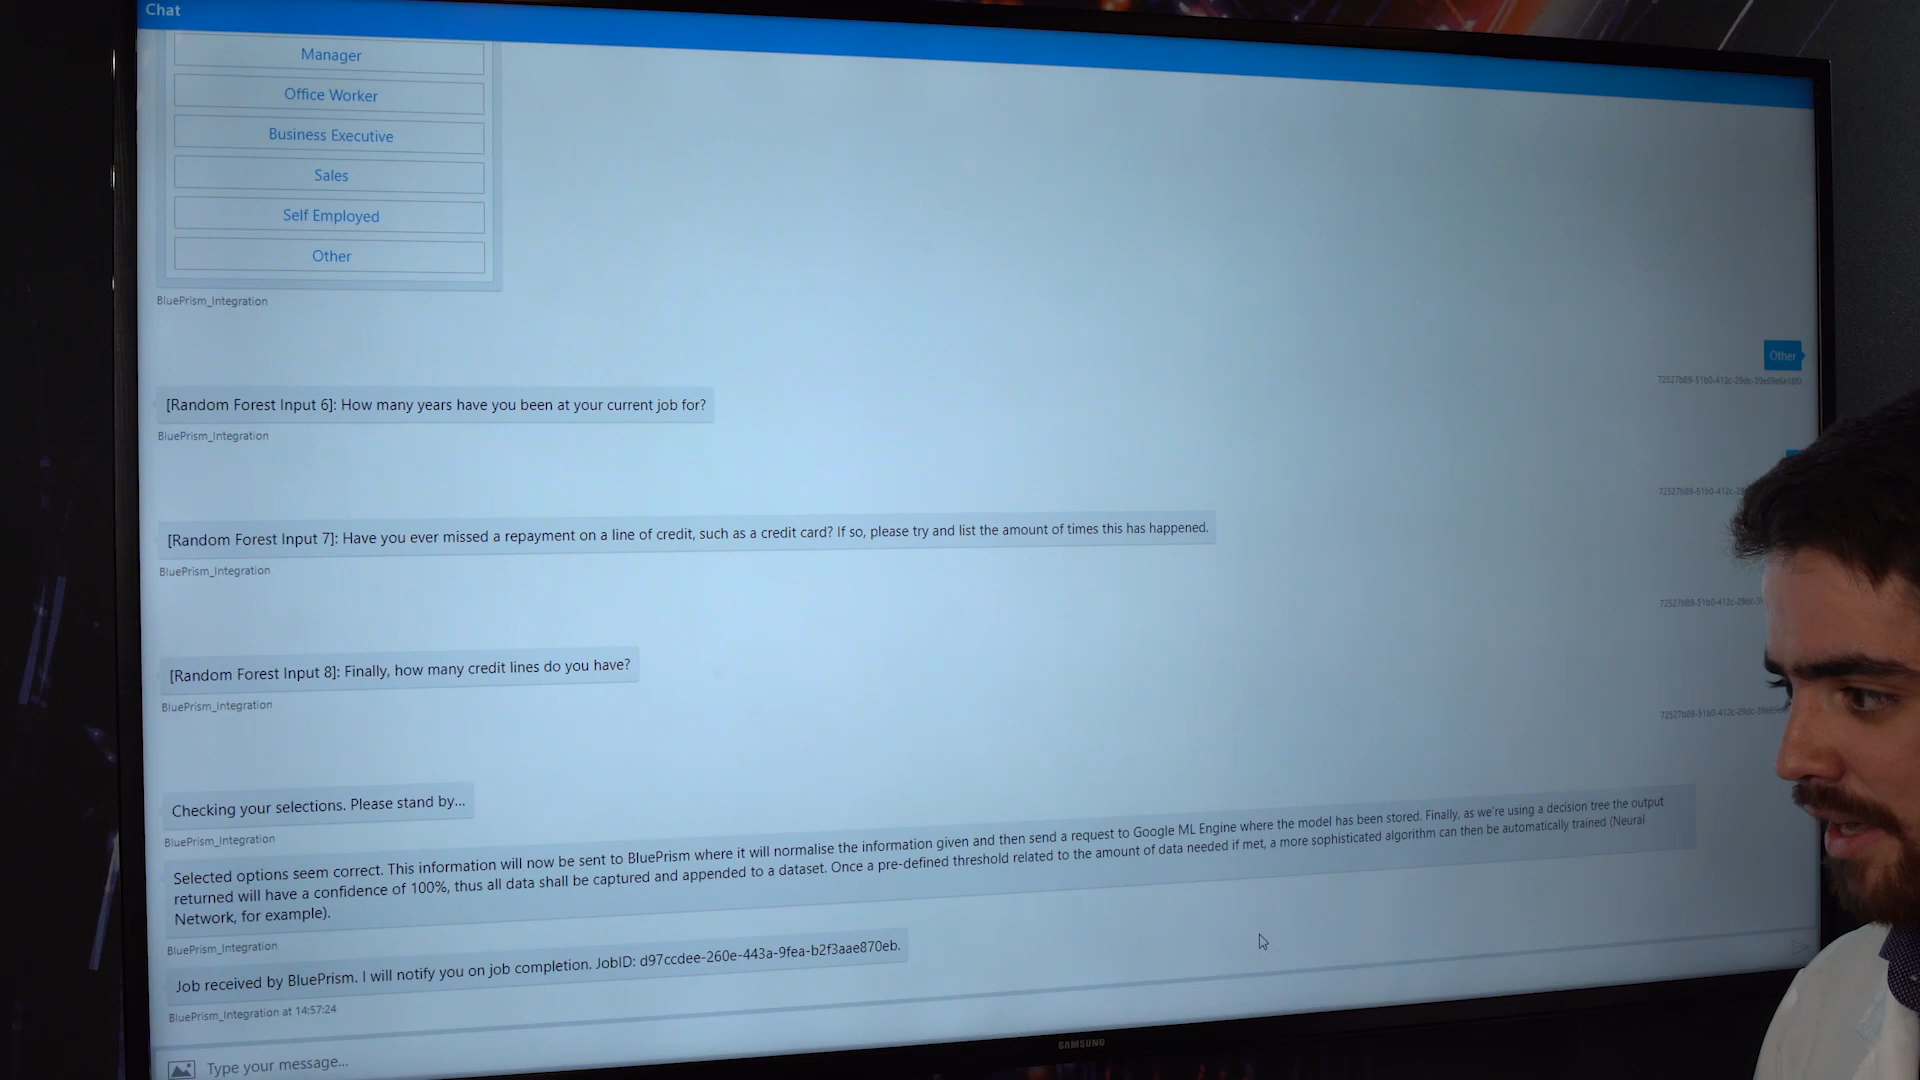 Chat
Manager
Office Worker
Business Executive
Sales
Self Employed
Other
BluePrism_Integration
Other
[Random Forest Input 6]: How many years have you been at your current job for?
BluePrism_Integration
[Random Forest Input 7]: Have you ever missed a repayment on a line of credit, such as a credit card? If so, please try and list the amount of times this has happened.
BluePrism_Integration
[Random Forest Input 8]: Finally, how many credit lines do you have?
BluePrism_Integration
Checking your selections. Please stand by...
BluePrism_Integration
Selected options seem correct. This information will now be sent to BluePrism where it will normalise the information given and then send a request to Google ML Engine where the model has been stored. Finally, as we're using a decision tree the output
returned will have a confidence of 100%, thus all data shall be captured and appended to a dataset. Once a pre-defined threshold related to the amount of data needed if met, a more sophisticated algorithm can then be automatically trained (Neural
Network, for example).
BluePrism_Integration
Job received by BluePrism. I will notify you on job completion. JobID: d97ccdee-260e-443a-9fea-b2f3aae870eb.
BluePrism_Integration at 14:57:24
Type your message...
SAMSUNG